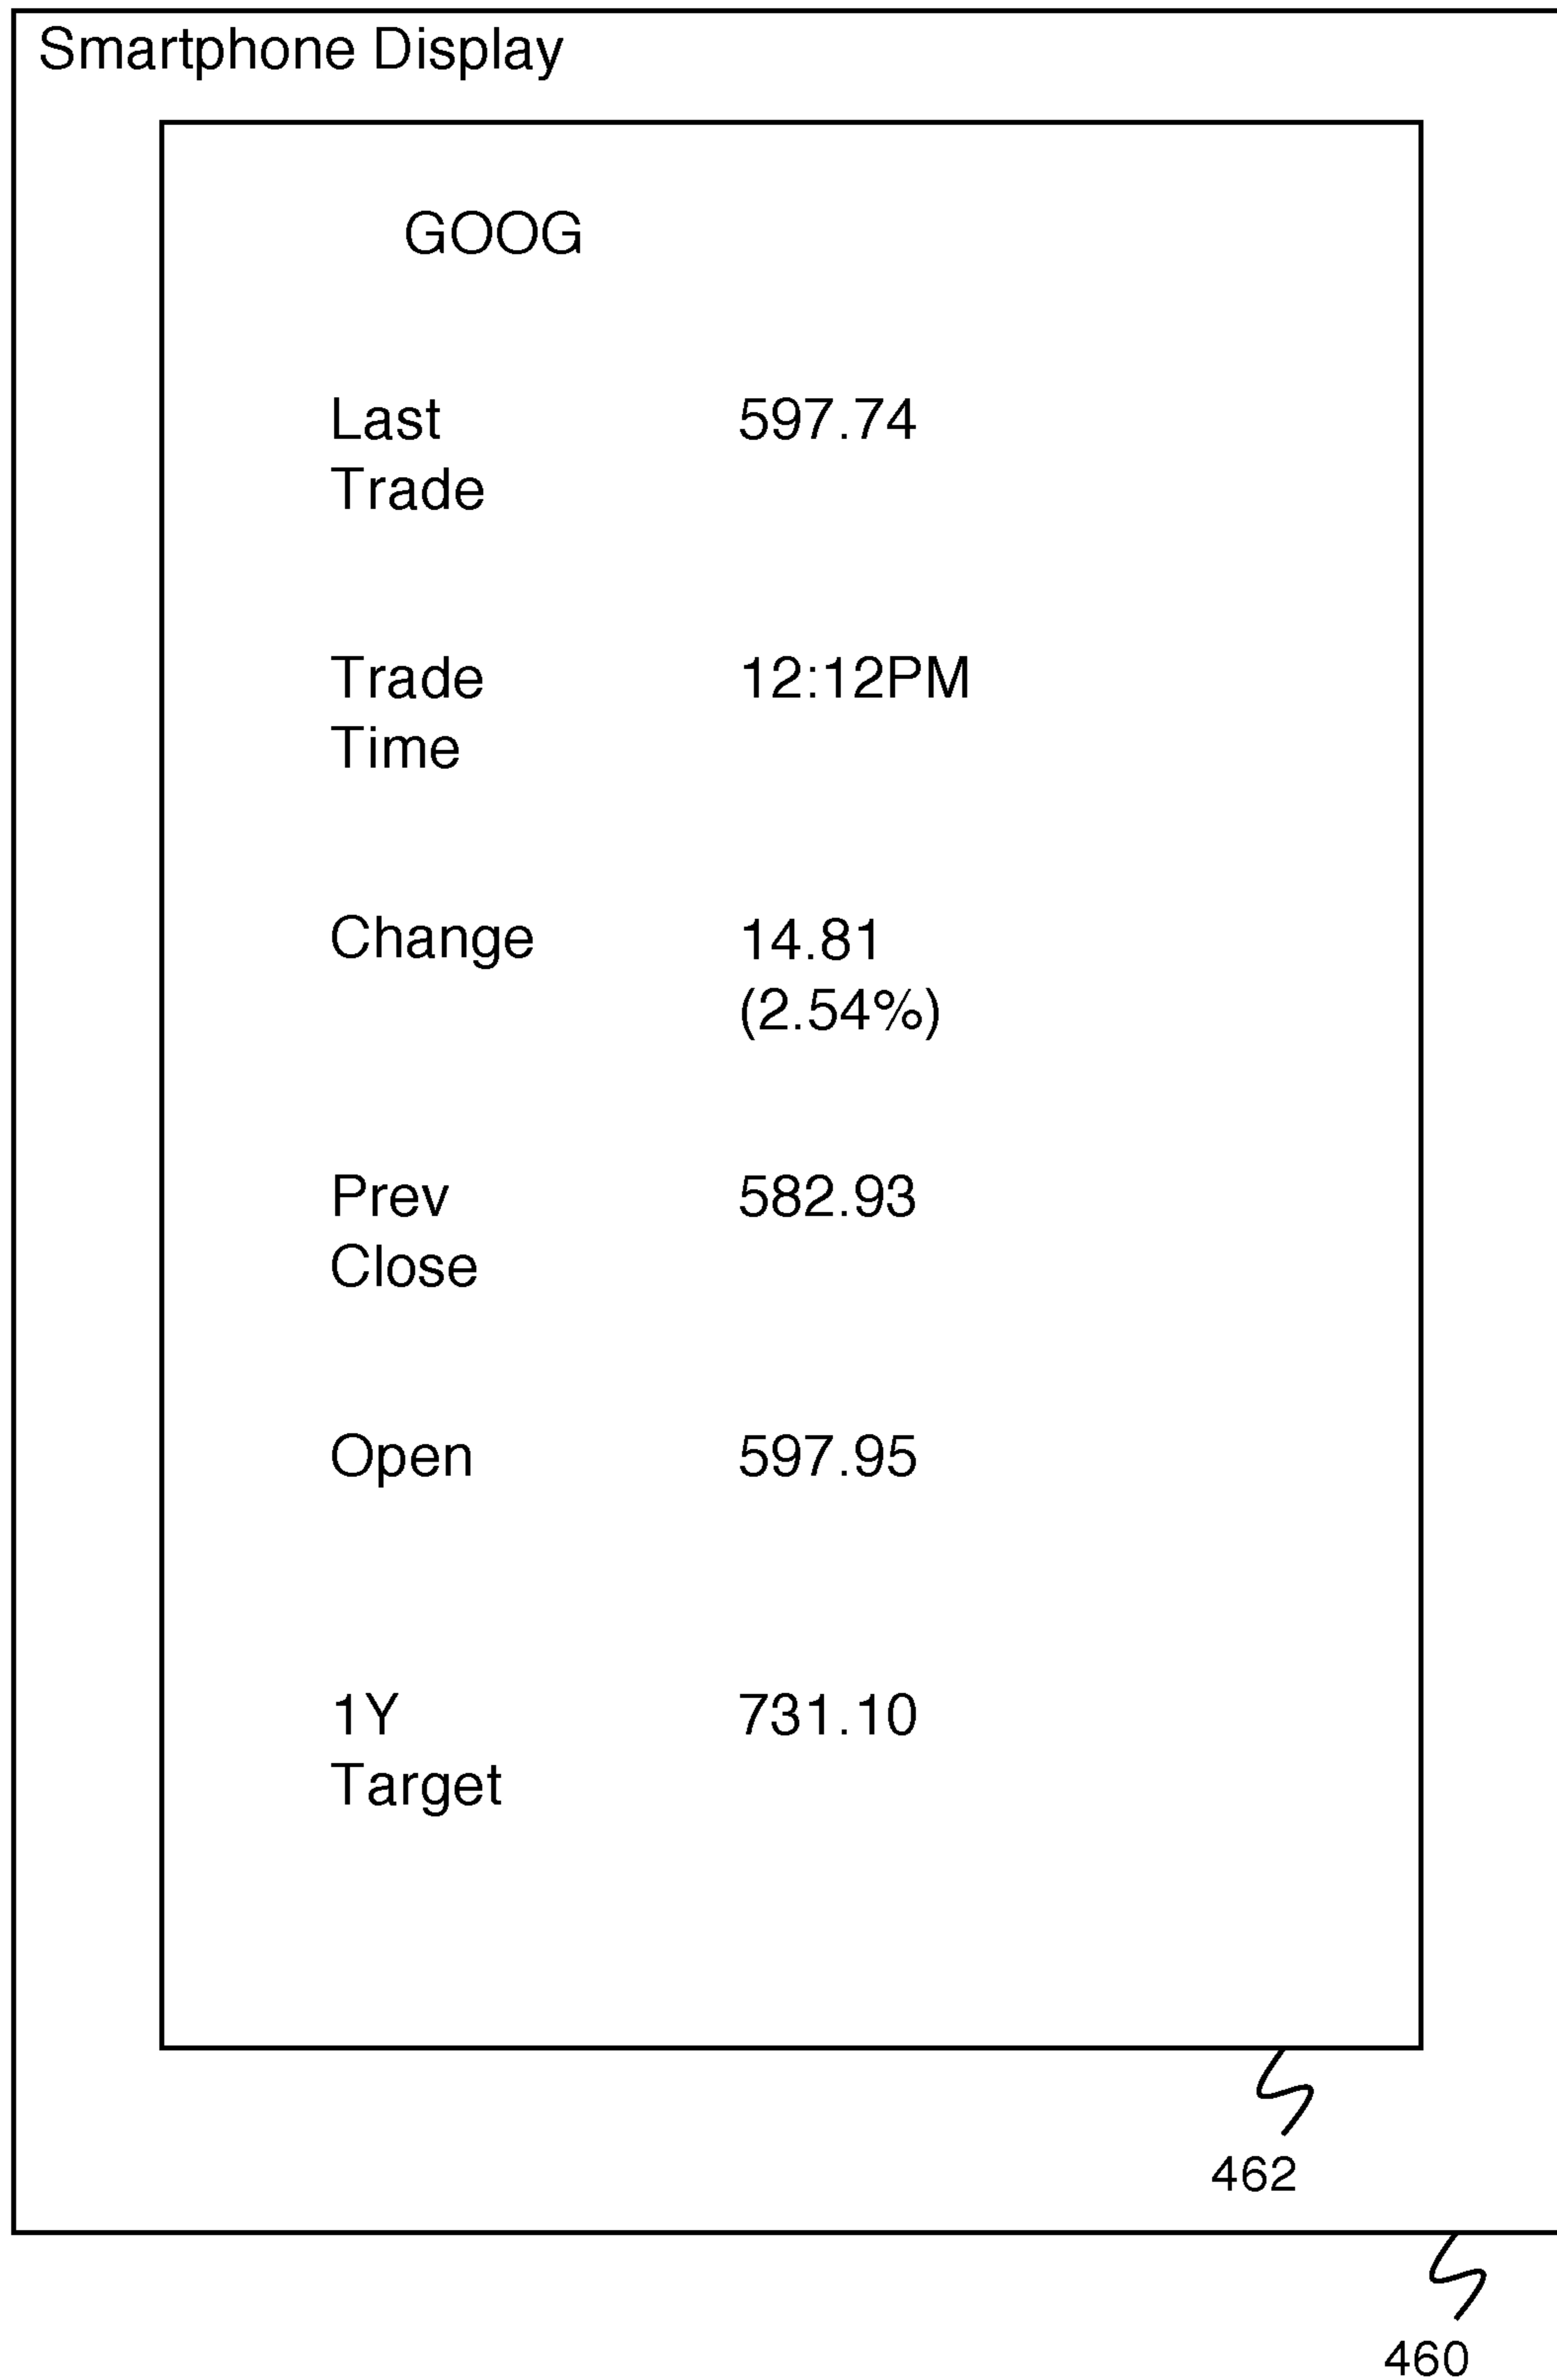 Smartphone Display
GOOG
Last 597.74
Trade
Trade 12:12PM
Time
Change 14.81
(2.54%)
Prev 582.93
Close
Open 597.95
1Y 731.10
Target
462
460